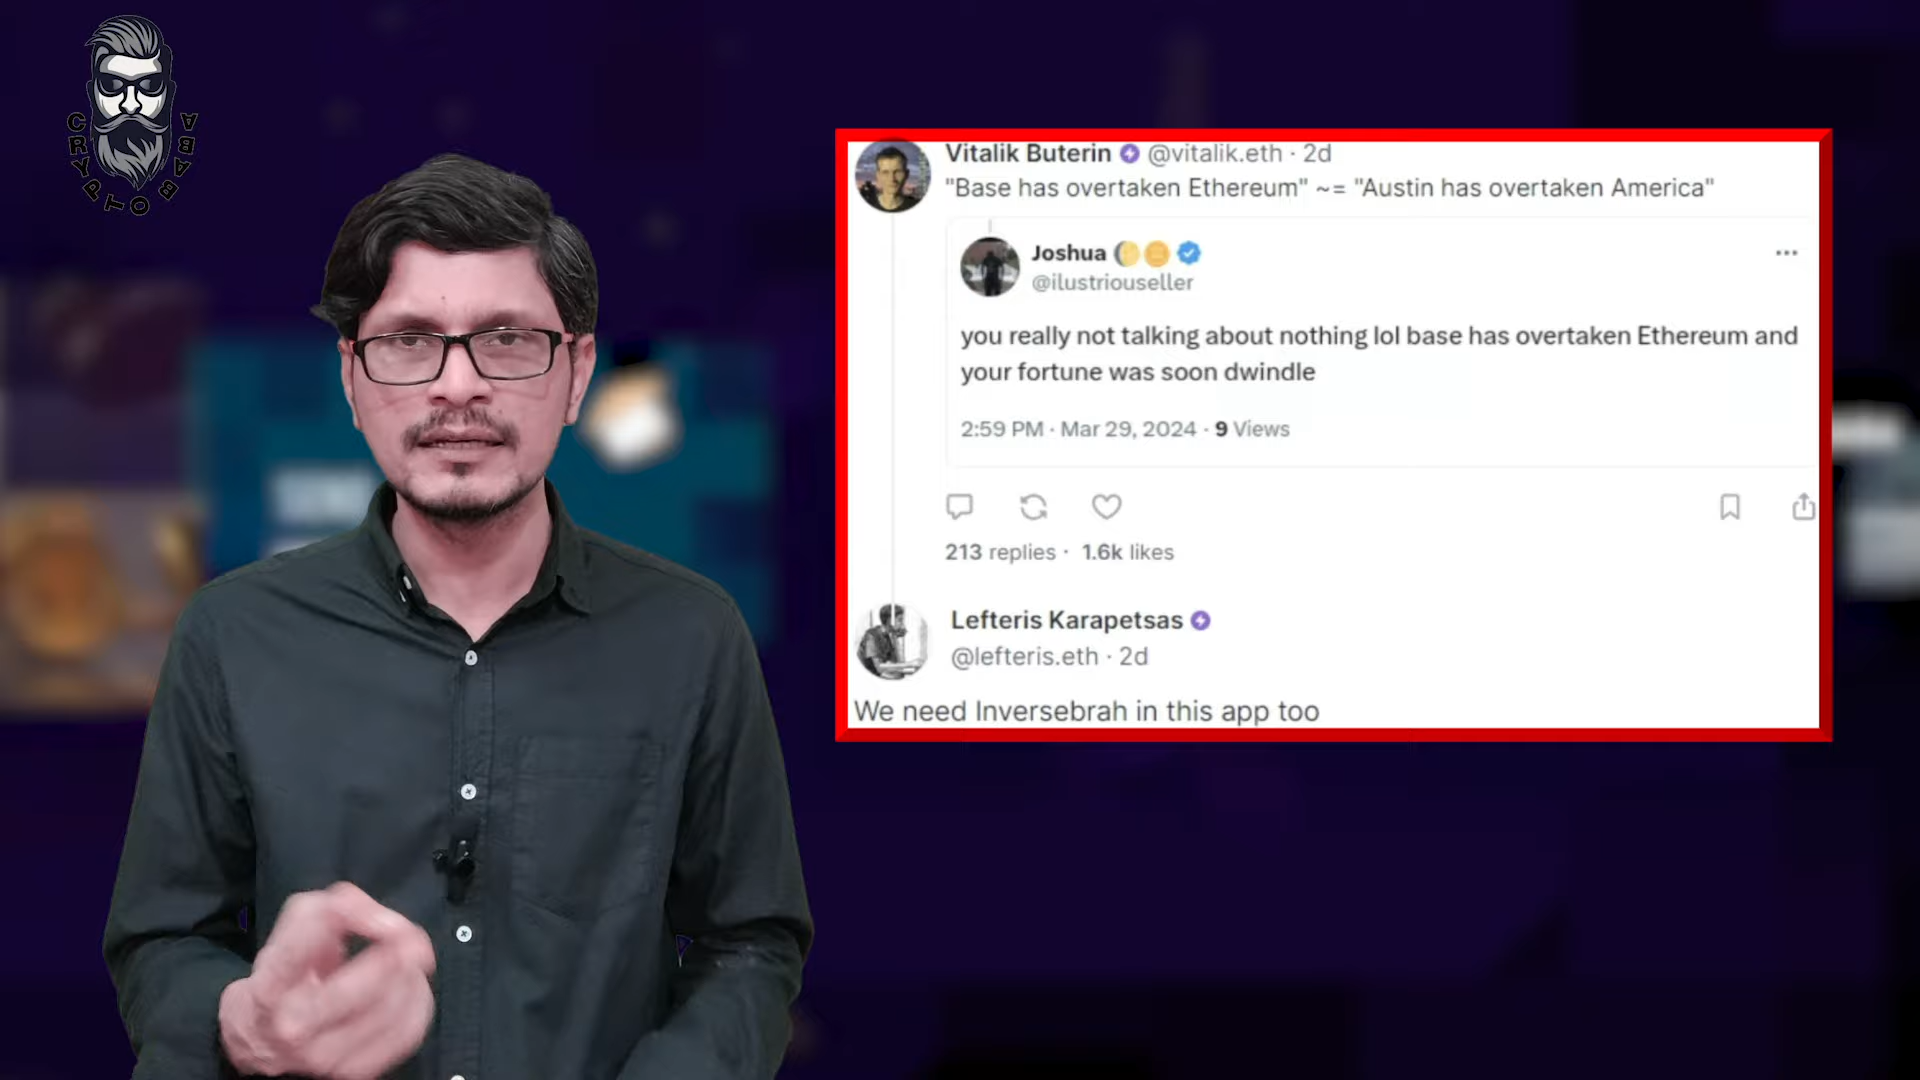 CRYPTO BABA
Vitalik Buterin @vitalik.eth · 2d
"Base has overtaken Ethereum" ~= "Austin has overtaken America"
Joshua
@ilustriouseller
you really not talking about nothing lol base has overtaken Ethereum and
your fortune was soon dwindle
2:59 PM · Mar 29, 2024 · 9 Views
213 replies · 1.6k likes
Lefteris Karapetsas
@lefteris.eth · 2d
We need Inversebrah in this app too